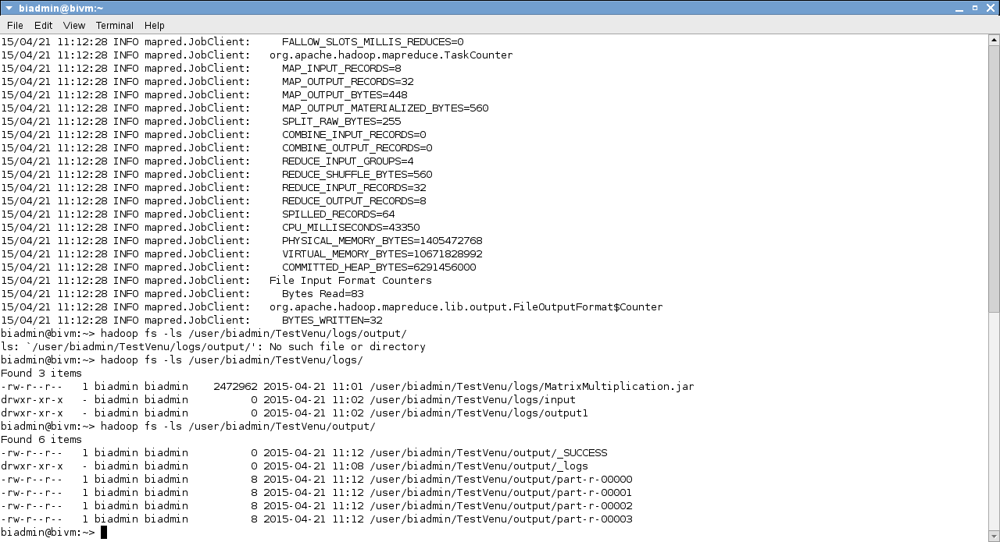 biadmin@bivm:~
File Edit View Terminal Help
15/04/21 11:12:28 INFO mapred.JobClient:     FALLOW_SLOTS_MILLIS_REDUCES=0
15/04/21 11:12:28 INFO mapred.JobClient:   org.apache.hadoop.mapreduce.TaskCounter
15/04/21 11:12:28 INFO mapred.JobClient:     MAP_INPUT_RECORDS=8
15/04/21 11:12:28 INFO mapred.JobClient:     MAP_OUTPUT_RECORDS=32
15/04/21 11:12:28 INFO mapred.JobClient:     MAP_OUTPUT_BYTES=448
15/04/21 11:12:28 INFO mapred.JobClient:     MAP_OUTPUT_MATERIALIZED_BYTES=560
15/04/21 11:12:28 INFO mapred.JobClient:     SPLIT_RAW_BYTES=255
15/04/21 11:12:28 INFO mapred.JobClient:     COMBINE_INPUT_RECORDS=0
15/04/21 11:12:28 INFO mapred.JobClient:     COMBINE_OUTPUT_RECORDS=0
15/04/21 11:12:28 INFO mapred.JobClient:     REDUCE_INPUT_GROUPS=4
15/04/21 11:12:28 INFO mapred.JobClient:     REDUCE_SHUFFLE_BYTES=560
15/04/21 11:12:28 INFO mapred.JobClient:     REDUCE_INPUT_RECORDS=32
15/04/21 11:12:28 INFO mapred.JobClient:     REDUCE_OUTPUT_RECORDS=8
15/04/21 11:12:28 INFO mapred.JobClient:     SPILLED_RECORDS=64
15/04/21 11:12:28 INFO mapred.JobClient:     CPU_MILLISECONDS=43350
15/04/21 11:12:28 INFO mapred.JobClient:     PHYSICAL_MEMORY_BYTES=1405472768
15/04/21 11:12:28 INFO mapred.JobClient:     VIRTUAL_MEMORY_BYTES=10671828992
15/04/21 11:12:28 INFO mapred.JobClient:     COMMITTED_HEAP_BYTES=6291456000
15/04/21 11:12:28 INFO mapred.JobClient:   File Input Format Counters
15/04/21 11:12:28 INFO mapred.JobClient:     Bytes Read=83
15/04/21 11:12:28 INFO mapred.JobClient:   org.apache.hadoop.mapreduce.lib.output.FileOutputFormat$Counter
15/04/21 11:12:28 INFO mapred.JobClient:     BYTES_WRITTEN=32
biadmin@bivm:~> hadoop fs -ls /user/biadmin/TestVenu/logs/output/
ls: `/user/biadmin/TestVenu/logs/output/': No such file or directory
biadmin@bivm:~> hadoop fs -ls /user/biadmin/TestVenu/logs/
Found 3 items
-rw-r--r--   1 biadmin biadmin    2472962 2015-04-21 11:01 /user/biadmin/TestVenu/logs/MatrixMultiplication.jar
drwxr-xr-x   - biadmin biadmin          0 2015-04-21 11:02 /user/biadmin/TestVenu/logs/input
drwxr-xr-x   - biadmin biadmin          0 2015-04-21 11:02 /user/biadmin/TestVenu/logs/output1
biadmin@bivm:~> hadoop fs -ls /user/biadmin/TestVenu/output/
Found 6 items
-rw-r--r--   1 biadmin biadmin          0 2015-04-21 11:12 /user/biadmin/TestVenu/output/_SUCCESS
drwxr-xr-x   - biadmin biadmin          0 2015-04-21 11:08 /user/biadmin/TestVenu/output/_logs
-rw-r--r--   1 biadmin biadmin          8 2015-04-21 11:12 /user/biadmin/TestVenu/output/part-r-00000
-rw-r--r--   1 biadmin biadmin          8 2015-04-21 11:12 /user/biadmin/TestVenu/output/part-r-00001
-rw-r--r--   1 biadmin biadmin          8 2015-04-21 11:12 /user/biadmin/TestVenu/output/part-r-00002
-rw-r--r--   1 biadmin biadmin          8 2015-04-21 11:12 /user/biadmin/TestVenu/output/part-r-00003
biadmin@bivm:~>